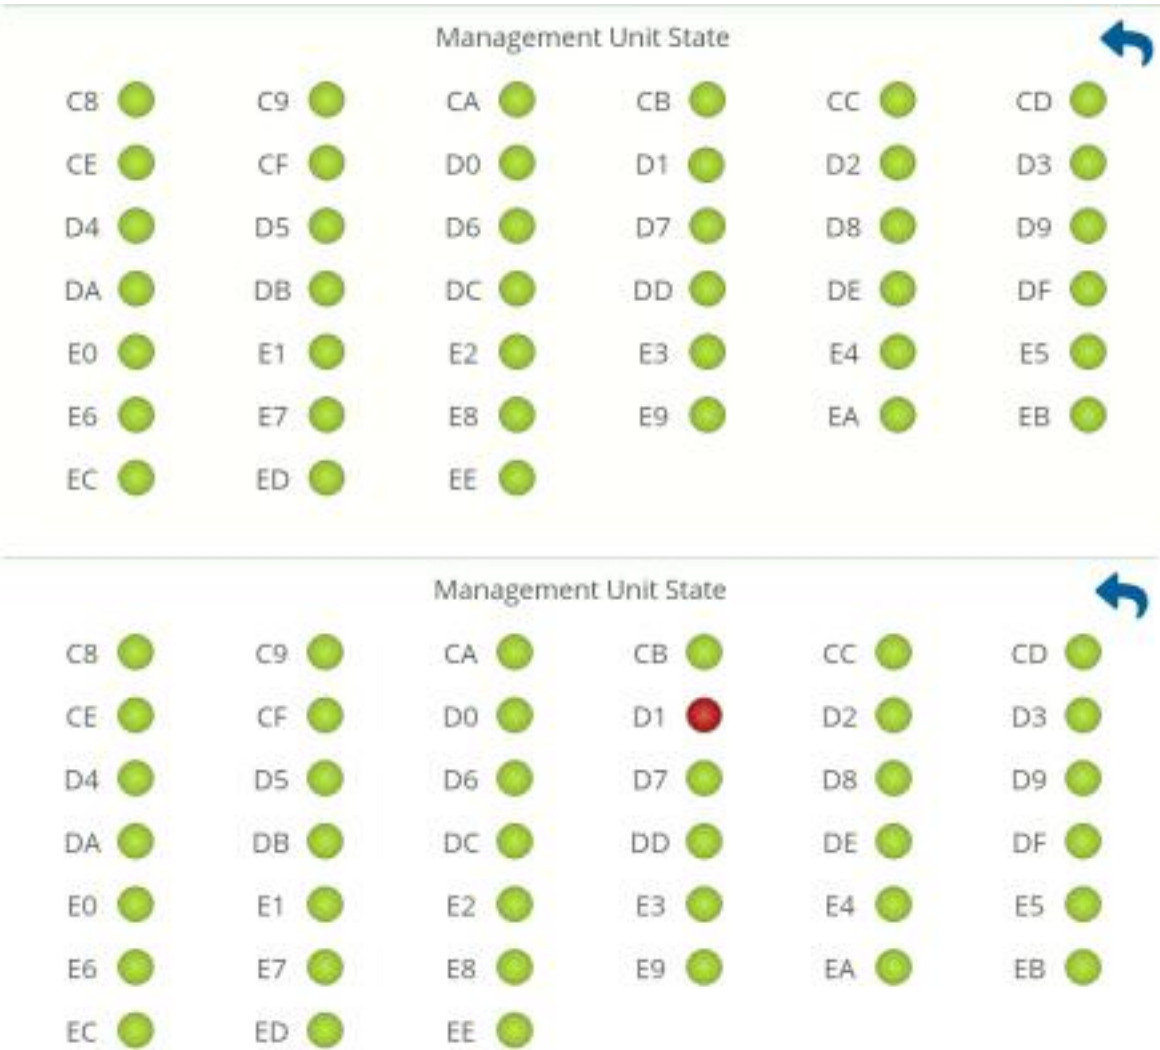 Management Unit State
C8 C9 CA CB CC CD
CE CF D0 D1 D2 D3
D4 D5 D6 D7 D8 D9
DA DB DC DD DE DF
E0 E1 E2 E3 E4 E5
E6 E7 E8 E9 EA EB
EC ED EE
Management Unit State
C8 C9 CA CB CC CD
CE CF D0 D1 D2 D3
D4 D5 D6 D7 D8 D9
DA DB DC DD DE DF
E0 E1 E2 E3 E4 E5
E6 E7 E8 E9 EA EB
EC ED EE